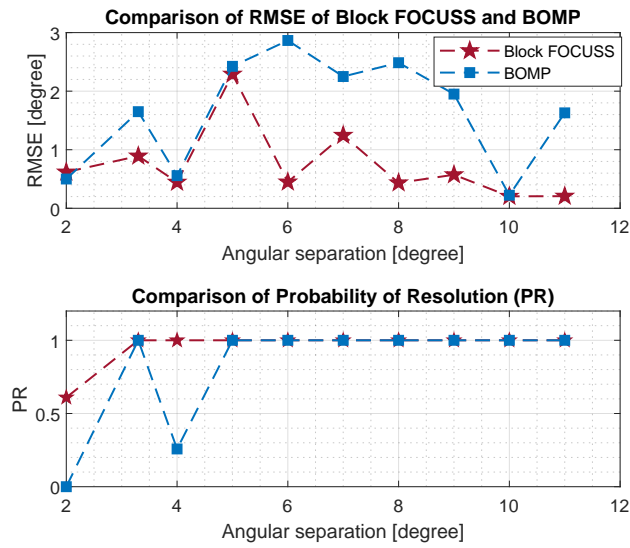 Comparison of RMSE of Block FOCUSS and BOMP
3
2
1
0
RMSE [degree]
Block FOCUSS
BOMP
2 4 6 8 10 12
Angular separation [degree]
Comparison of Probability of Resolution (PR)
1
0.5
0
PR
2 4 6 8 10 12
Angular separation [degree]